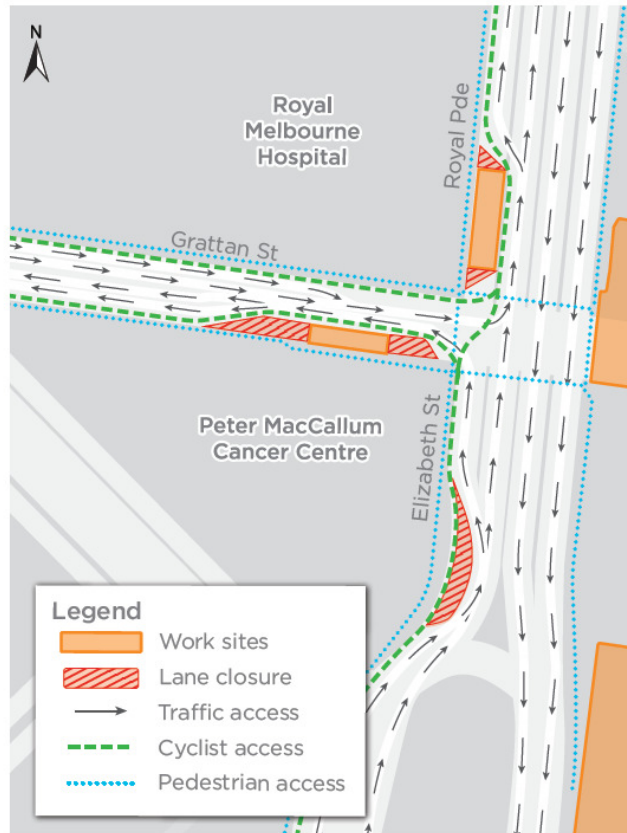 N
Royal
Melbourne
Hospital
Royal Pde
Grattan St
Peter MacCallum
Cancer Centre
Elizabeth St
Legend
Work sites
Lane closure
Traffic access
Cyclist access
Pedestrian access